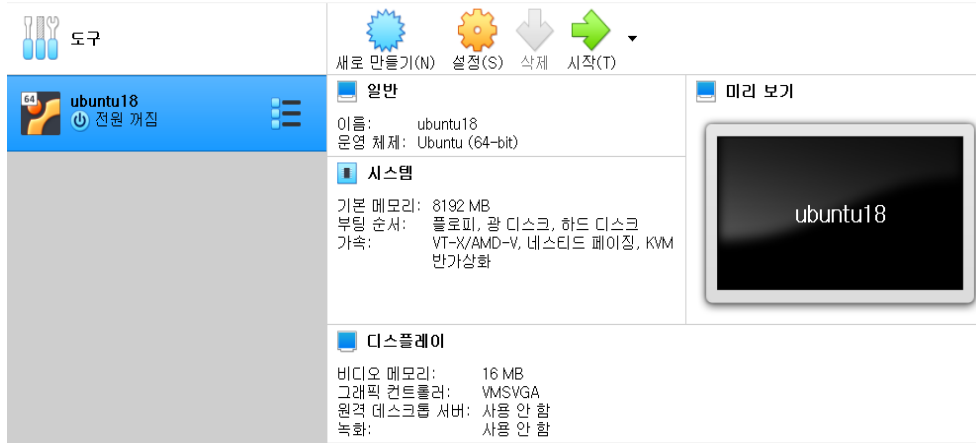 도구
새로 만들기(N) 설정(S) 삭제 시작(T)
64
ubuntu18
전원 꺼짐
일반
이름: ubuntu18
운영 체제: Ubuntu (64-bit)
시스템
기본 메모리: 8192 MB
부팅 순서: 플로피, 광 디스크, 하드 디스크
가속: VT-X/AMD-V, 네스티드 페이징, KVM
반가상화
미리 보기
ubuntu18
디스플레이
비디오 메모리: 16 MB
그래픽 컨트롤러: VMSVGA
원격 데스크톱 서버: 사용 안 함
녹화: 사용 안 함